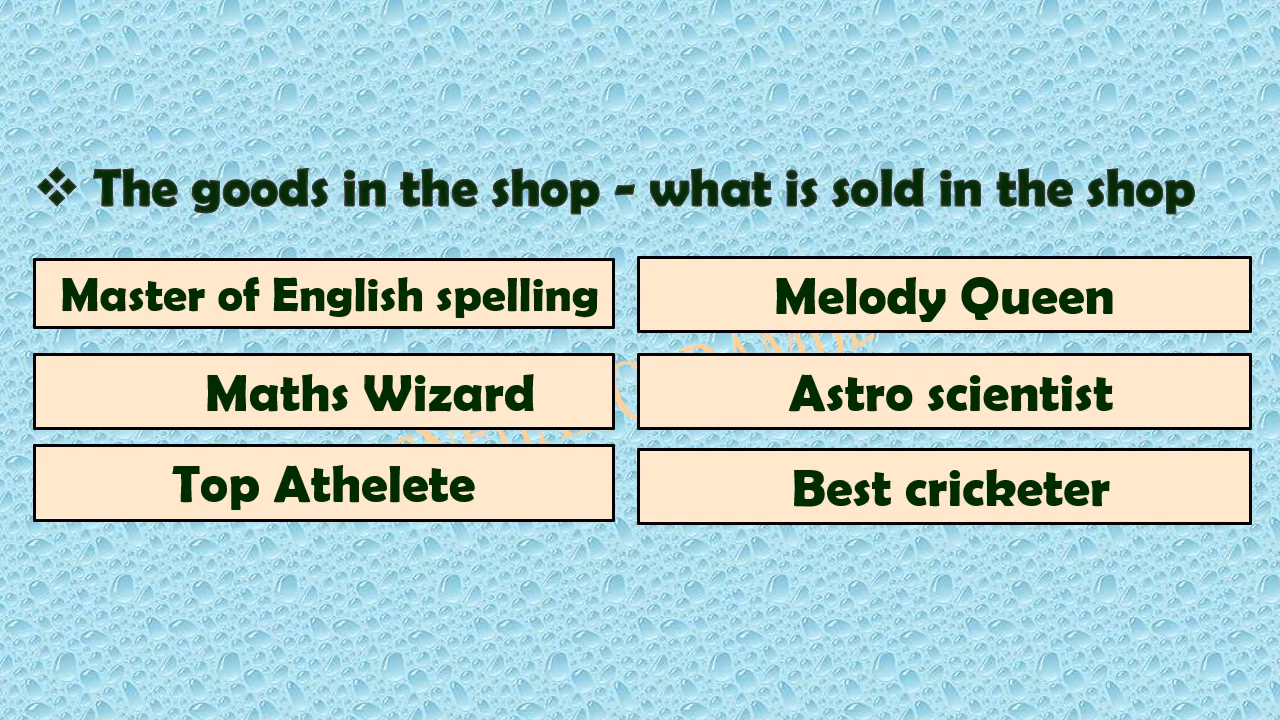 ❖ The goods in the shop - what is sold in the shop
Master of English spelling
Melody Queen
Maths Wizard
Astro scientist
Top Athelete
Best cricketer